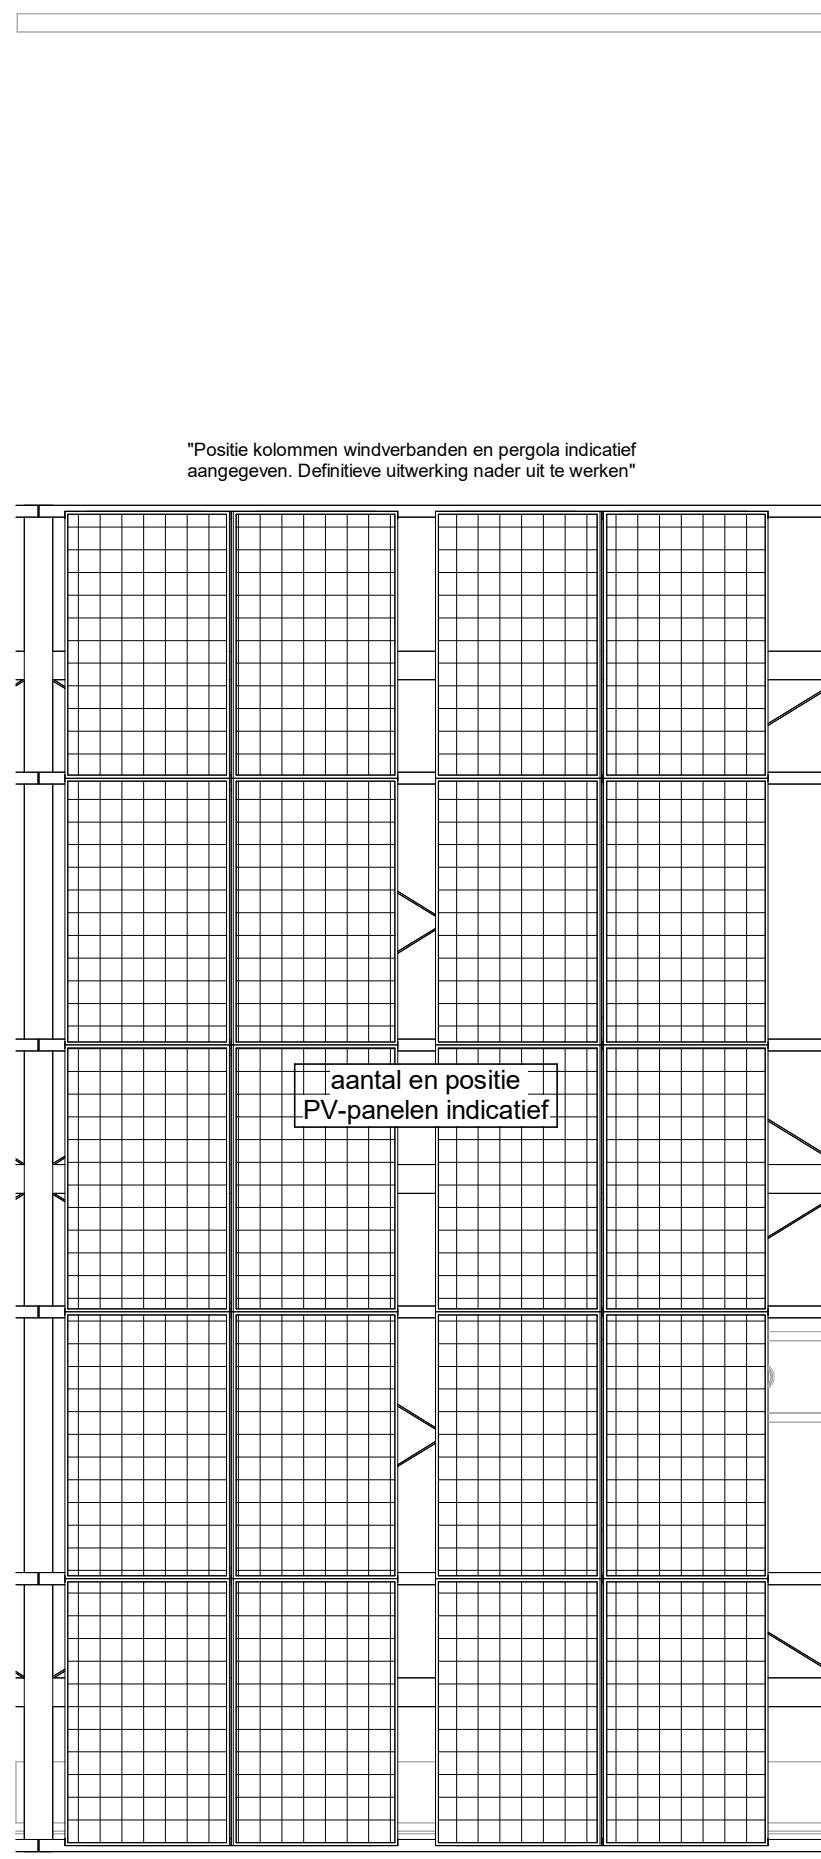 "Positie kolommen windverbanden en pergola indicatief
aangegeven. Definitieve uitwerking nader uit te werken"
aantal en positie
PV-panelen indicatief